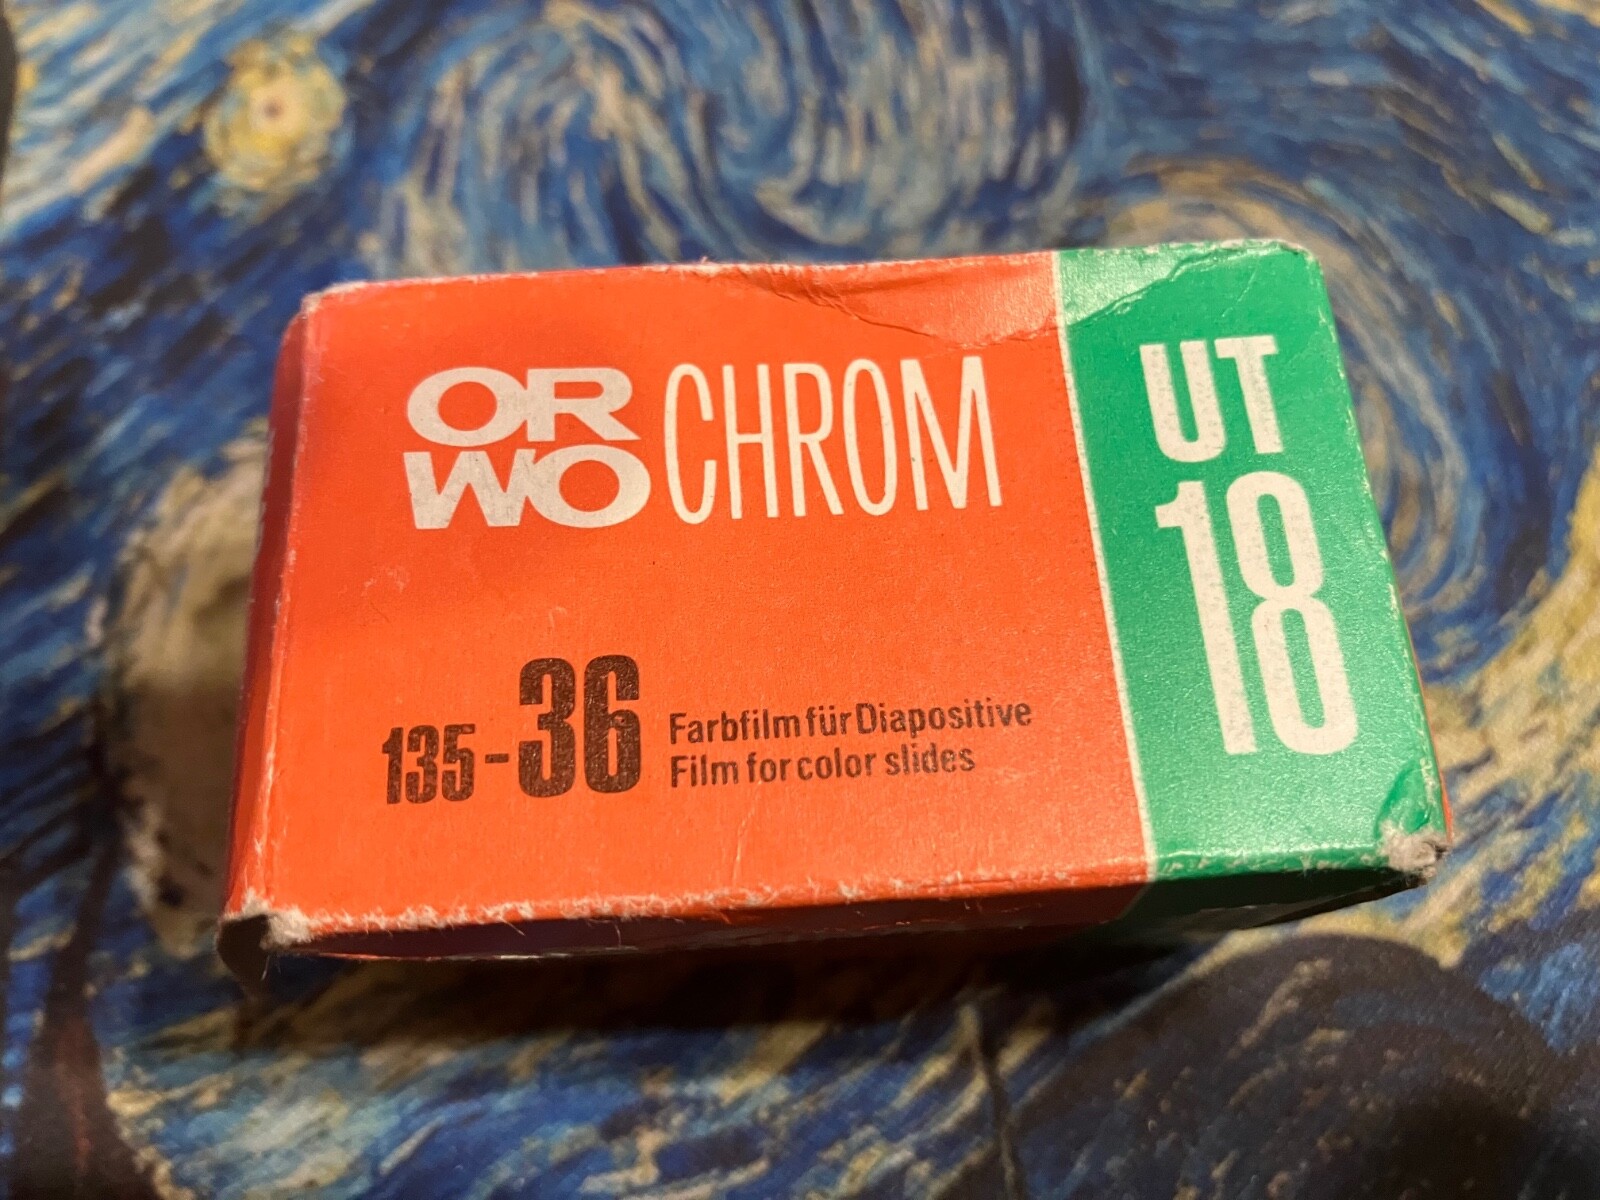 OR
WO CHROM
UT
18
135-36
Farbfilm für Diapositive
Film for color slides